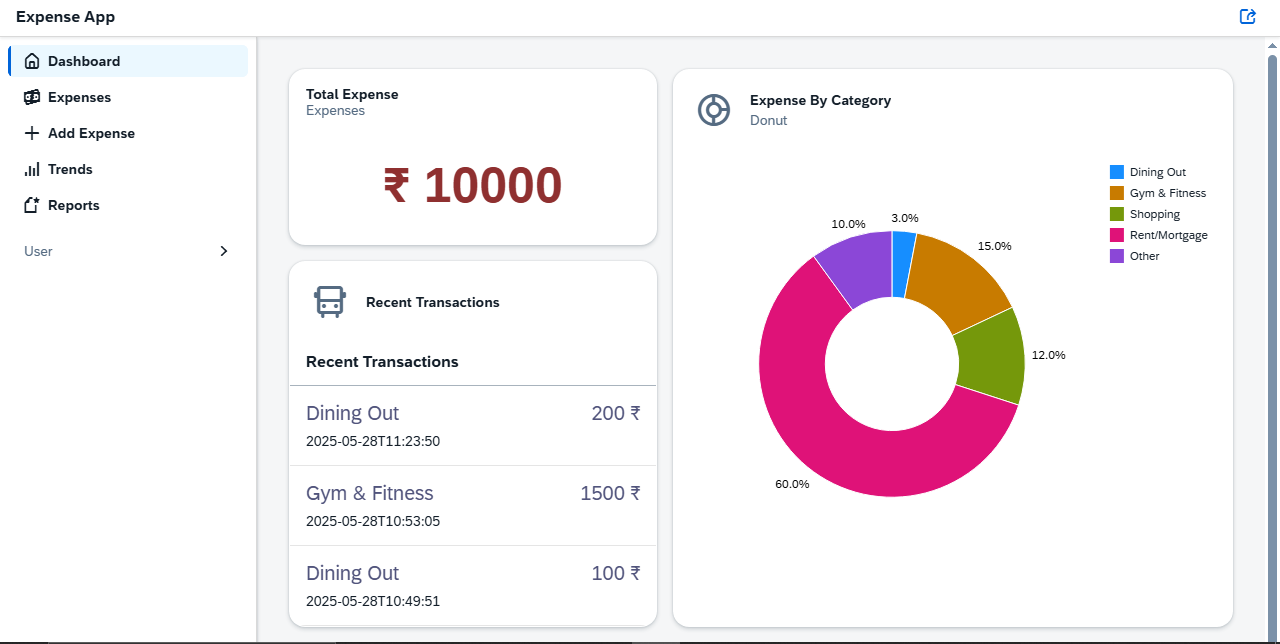 Expense App
Dashboard
Expenses
Add Expense
Trends
Reports
User
Total Expense
Expenses
₹ 10000
Recent Transactions
Recent Transactions
Dining Out 200 ₹
2025-05-28T11:23:50
Gym & Fitness 1500 ₹
2025-05-28T10:53:05
Dining Out 100 ₹
2025-05-28T10:49:51
Expense By Category
Donut
Dining Out
Gym & Fitness
Shopping
Rent/Mortgage
Other
10.0% 3.0%
15.0%
12.0%
60.0%